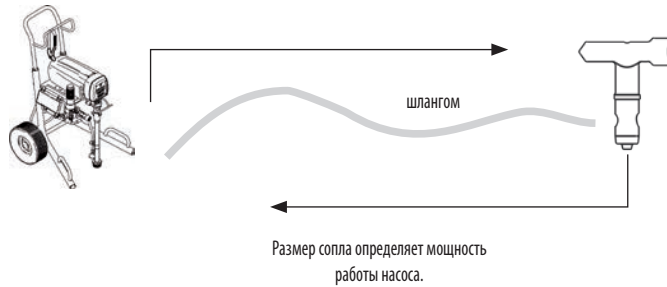 шлангом
Размер сопла определяет мощность
работы насоса.